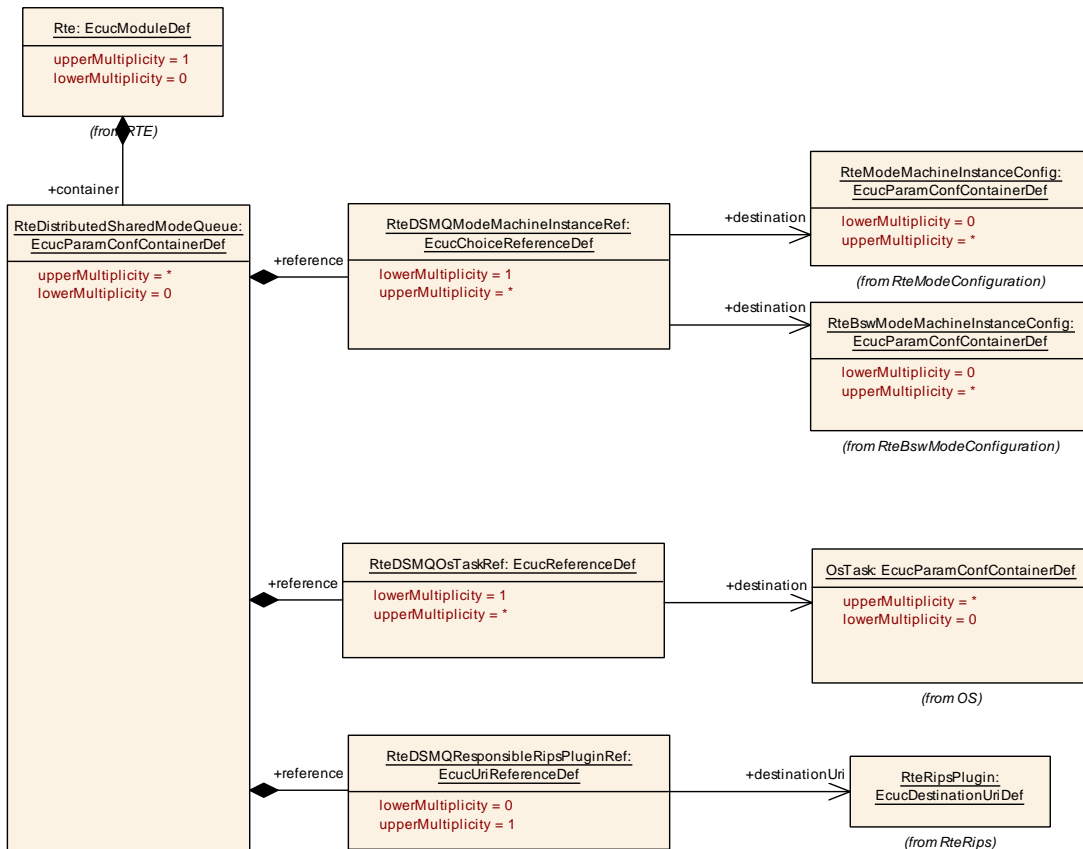 Rte: EcucModuleDef
upperMultiplicity = 1
lowerMultiplicity = 0
(from RTE)
+container
RteDistributedSharedModeQueue:
EcucParamConfContainerDef
upperMultiplicity = *
lowerMultiplicity = 0
+reference
RteDSMQModeMachineInstanceRef:
EcucChoiceReferenceDef
lowerMultiplicity = 1
upperMultiplicity = *
+destination
RteModeMachineInstanceConfig:
EcucParamConfContainerDef
lowerMultiplicity = 0
upperMultiplicity = *
(from RteModeConfiguration)
+destination
RteBswModeMachineInstanceConfig:
EcucParamConfContainerDef
lowerMultiplicity = 0
upperMultiplicity = *
(from RteBswModeConfiguration)
+reference
RteDSMQOsTaskRef: EcucReferenceDef
lowerMultiplicity = 1
upperMultiplicity = *
+destination
OsTask: EcucParamConfContainerDef
upperMultiplicity = *
lowerMultiplicity = 0
(from OS)
+reference
RteDSMQResponsibleRipsPluginRef:
EcucUriReferenceDef
lowerMultiplicity = 0
upperMultiplicity = 1
+destinationUri
RteRipsPlugin:
EcucDestinationUriDef
(from RteRips)